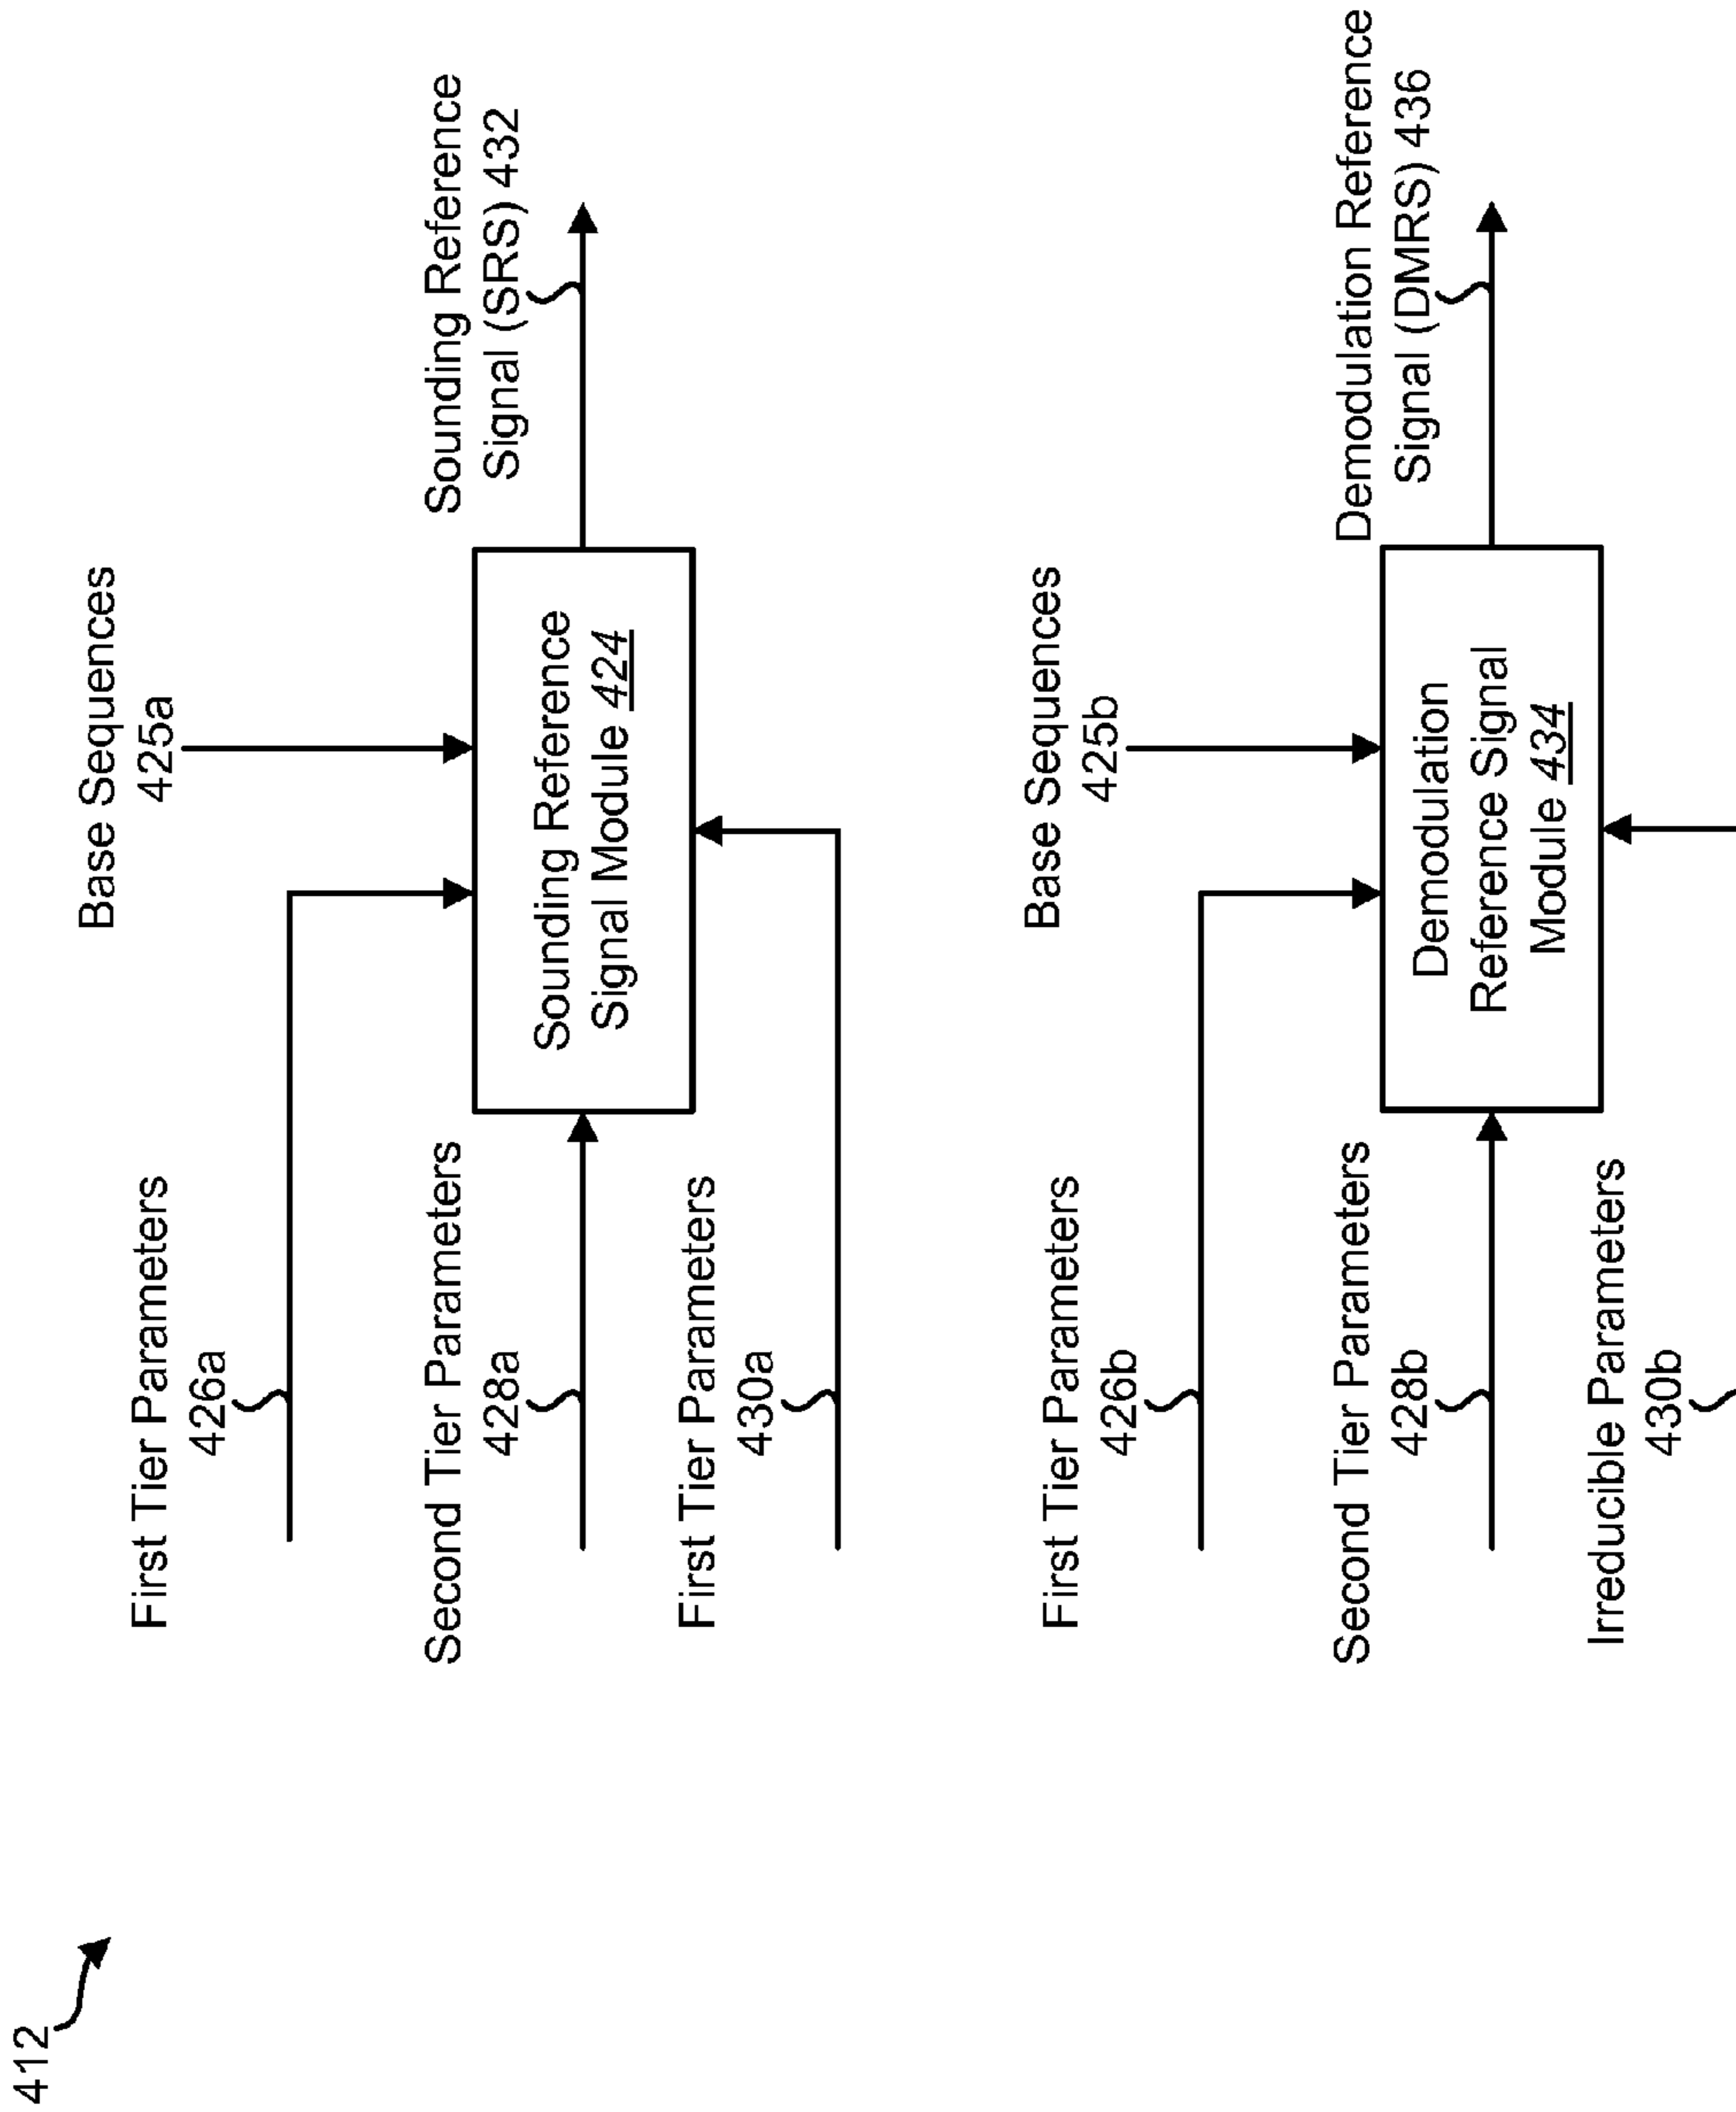 412
Base Sequences
425a
First Tier Parameters
426a
Second Tier Parameters
428a
First Tier Parameters
430a
Sounding Reference
Signal Module 424
Sounding Reference
Signal (SRS) 432
Base Sequences
425b
First Tier Parameters
426b
Second Tier Parameters
428b
Irreducible Parameters
430b
Demodulation
Reference Signal
Module 434
Demodulation Reference
Signal (DMRS) 436